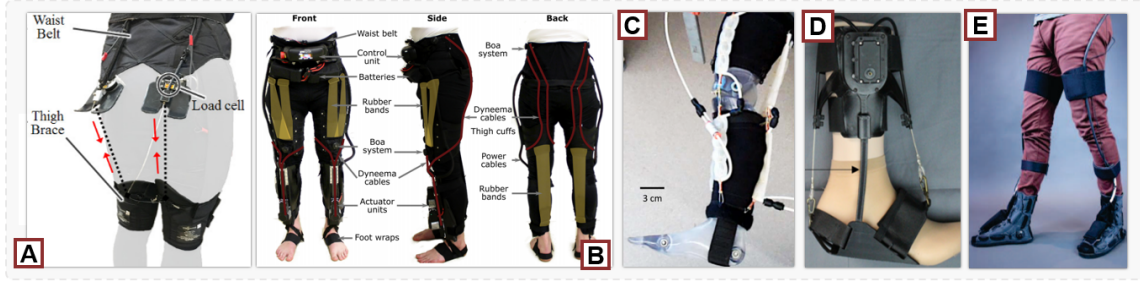 Waist
Belt
Thigh
Brace
Load cell
A
Front
Side
Back
Waist belt
Control
unit
Batteries
Rubber
bands
Boa
system
Dyneema
cables
Actuator
units
Foot wraps
Boa
system
Dyneema
cables
Thigh cuffs
Power
cables
Rubber
bands
B
C
3 cm
D
E